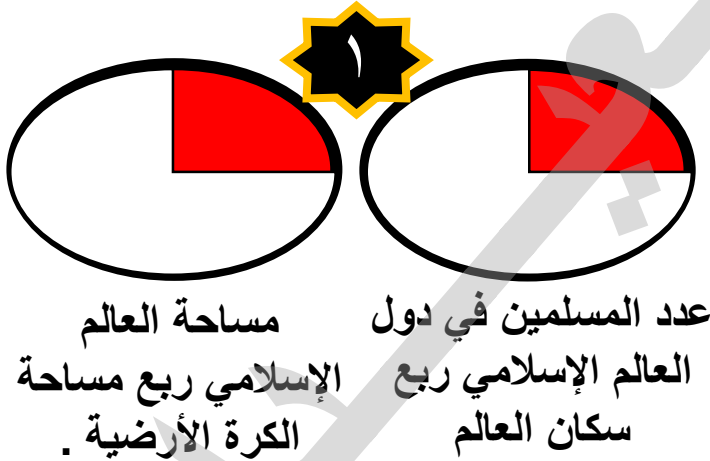 ١
عدد المسلمين في دول
العالم الإسلامي ربع
سكان العالم
مساحة العالم
الإسلامي ربع مساحة
الكرة الأرضية .